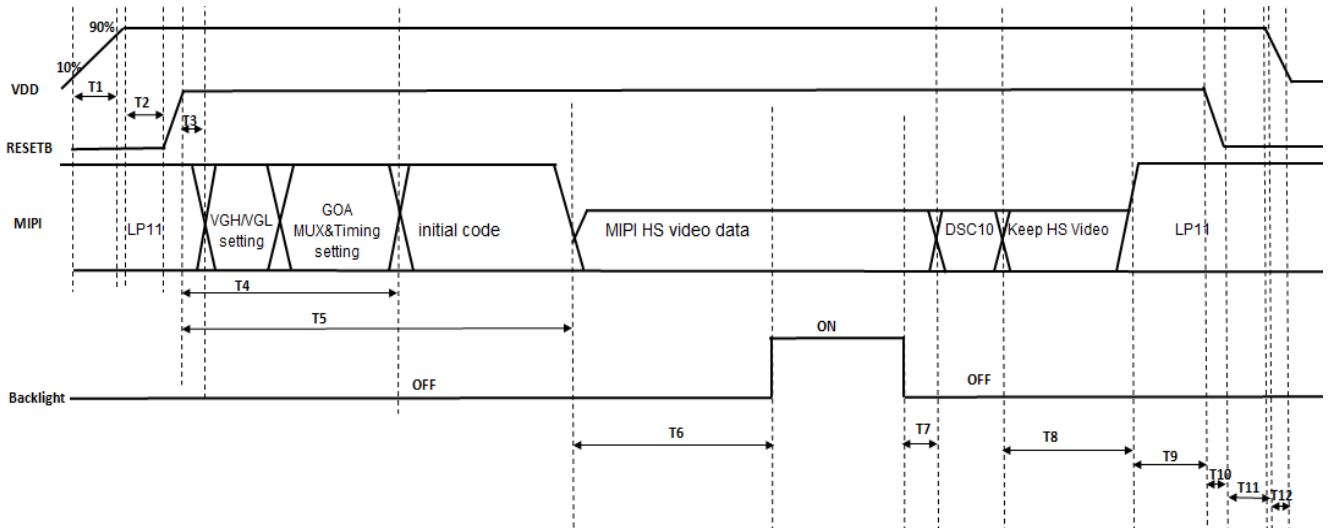 90%
10%
VDD
T1
T2
T3
RESETB
MIPI
LP11
VGH/VGL
setting
GOA
MUX&Timing
setting
initial code
MIPI HS video data
DSC10
Keep HS Video
LP11
T4
T5
ON
OFF
OFF
Backlight
T6
T7
T8
T9
T10
T11
T12